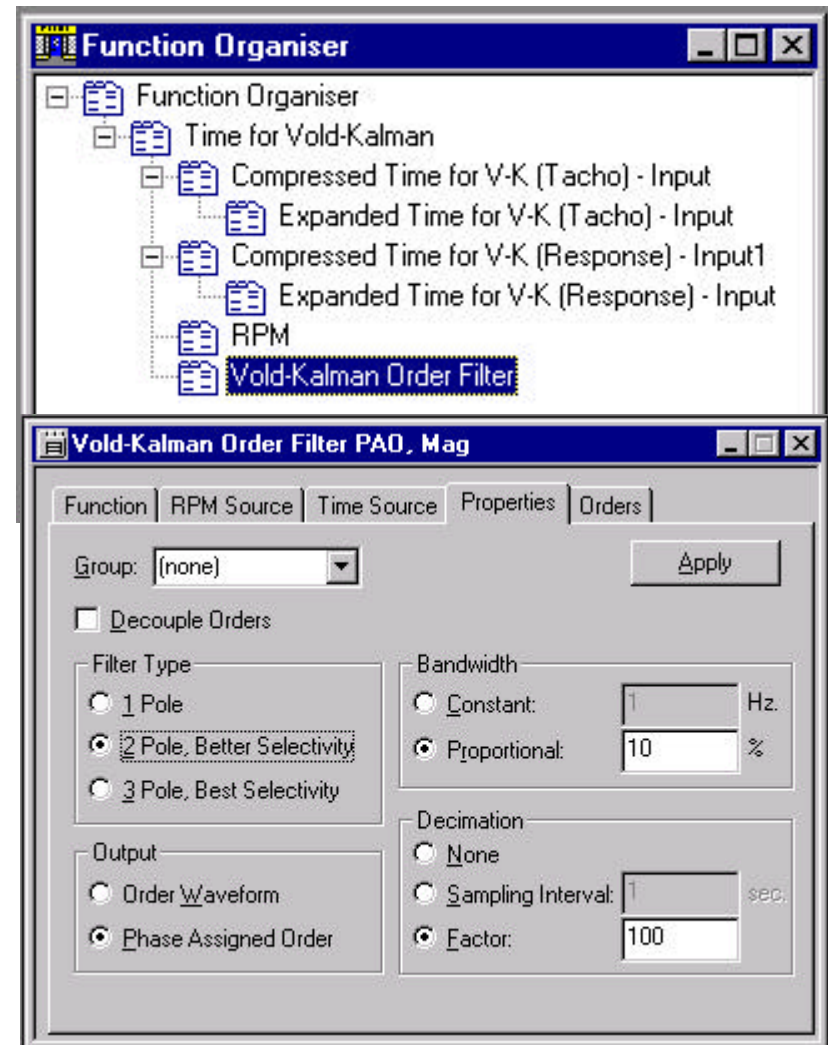 Function Organiser
Function Organiser
Time for Vold-Kalman
Compressed Time for V-K (Tacho) - Input
Expanded Time for V-K (Tacho) - Input
Compressed Time for V-K (Response) - Input1
Expanded Time for V-K (Response) - Input
RPM
Vold-Kalman Order Filter
Vold-Kalman Order Filter PAO, Mag
Function RPM Source Time Source Properties Orders
Group: (none) Apply
Decouple Orders
Filter Type
1 Pole
2 Pole, Better Selectivity
3 Pole, Best Selectivity
Bandwidth
Constant: 1 Hz.
Proportional: 10 %
Output
Order Waveform
Phase Assigned Order
Decimation
None
Sampling Interval: 1 sec.
Factor: 100